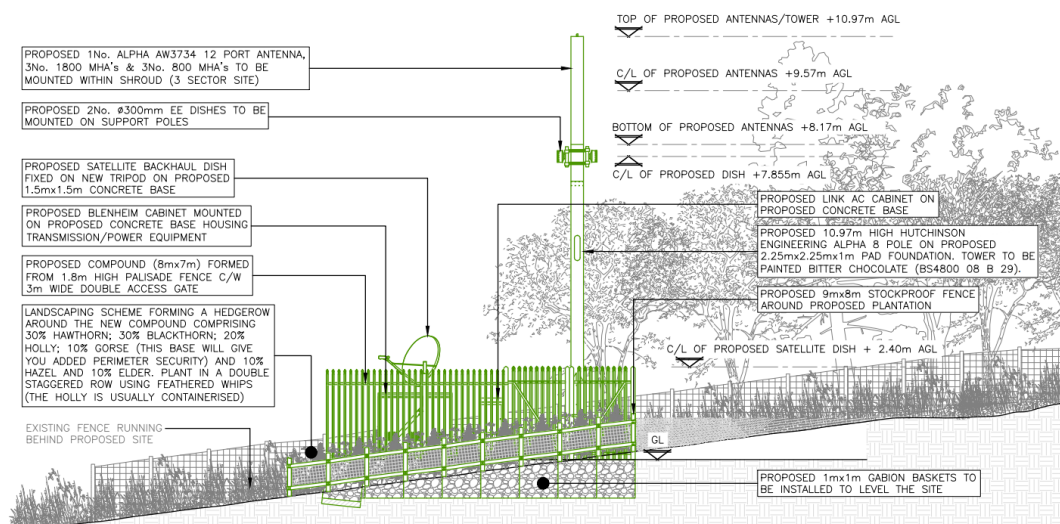 TOP OF PROPOSED ANTENNAS/TOWER +10.97m AGL
PROPOSED 1No. ALPHA AW3734 12 PORT ANTENNA,
3No. 1800 MHA's & 3No. 800 MHA's TO BE
MOUNTED WITHIN SHROUD (3 SECTOR SITE)
C/L OF PROPOSED ANTENNAS +9.57m AGL
PROPOSED 2No. ø300mm EE DISHES TO BE
MOUNTED ON SUPPORT POLES
BOTTOM OF PROPOSED ANTENNAS +8.17m AGL
C/L OF PROPOSED DISH +7.855m AGL
PROPOSED SATELLITE BACKHAUL DISH
FIXED ON NEW TRIPOD ON PROPOSED
1.5mx1.5m CONCRETE BASE
PROPOSED LINK AC CABINET ON
PROPOSED CONCRETE BASE
PROPOSED BLENHEIM CABINET MOUNTED
ON PROPOSED CONCRETE BASE HOUSING
TRANSMISSION/POWER EQUIPMENT
PROPOSED 10.97m HIGH HUTCHINSON
ENGINEERING ALPHA 8 POLE ON PROPOSED
2.25mx2.25mx1m PAD FOUNDATION. TOWER TO BE
PAINTED BITTER CHOCOLATE (BS4800 08 B 29).
PROPOSED COMPOUND (8mx7m) FORMED
FROM 1.8m HIGH PALISADE FENCE C/W
3m WIDE DOUBLE ACCESS GATE
PROPOSED 9mx8m STOCKPROOF FENCE
AROUND PROPOSED PLANTATION
LANDSCAPING SCHEME FORMING A HEDGEROW
AROUND THE NEW COMPOUND COMPRISING
30% HAWTHORN; 30% BLACKTHORN; 20%
HOLLY; 10% GORSE (THIS BASE WILL GIVE
YOU ADDED PERIMETER SECURITY) AND 10%
HAZEL AND 10% ELDER. PLANT IN A DOUBLE
STAGGERED ROW USING FEATHERED WHIPS
(THE HOLLY IS USUALLY CONTAINERISED)
C/L OF PROPOSED SATELLITE DISH + 2.40m AGL
EXISTING FENCE RUNNING
BEHIND PROPOSED SITE
GL
PROPOSED 1mx1m GABION BASKETS TO
BE INSTALLED TO LEVEL THE SITE